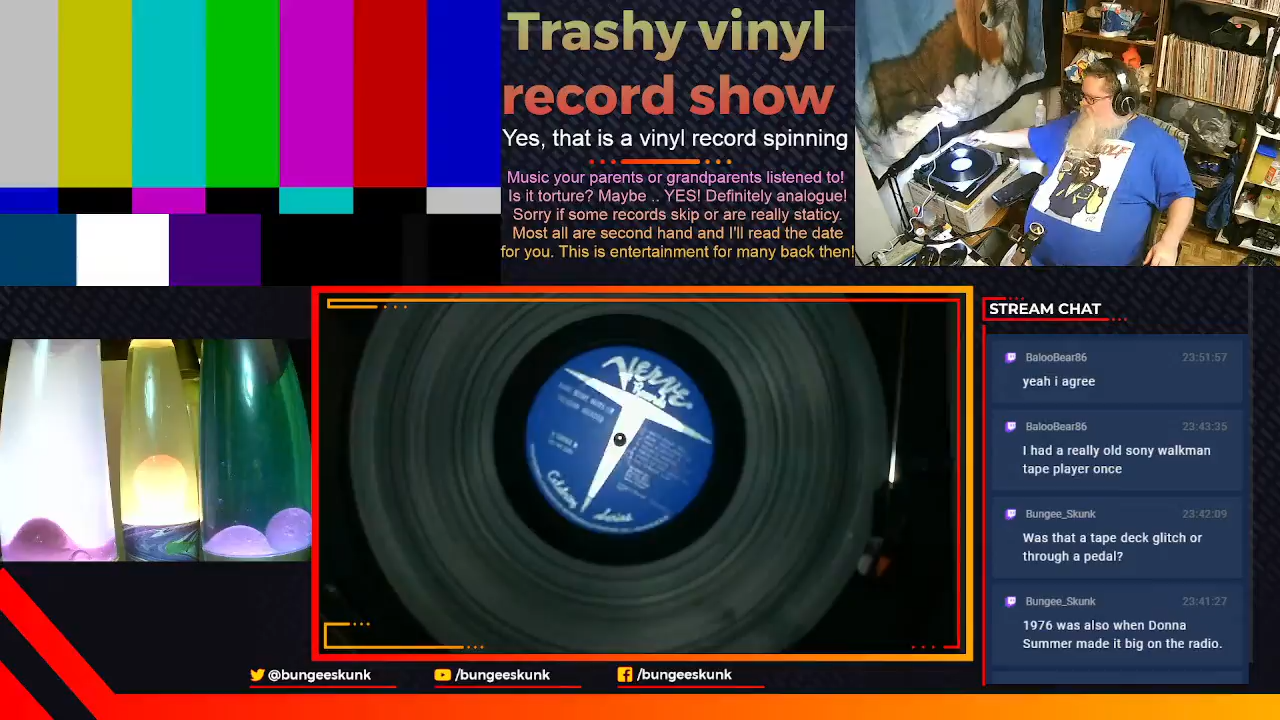 Trashy vinyl
record show
Yes, that is a vinyl record spinning
Music your parents or grandparents listened to!
Is it torture? Maybe .. YES! Definitely analogue!
Sorry if some records skip or are really staticy.
Most all are second hand and I'll read the date
for you. This is entertainment for many back then!
Verve
Celebrity Series
STREAM CHAT
BalooBear86 23:51:57
yeah i agree
BalooBear86 23:43:35
I had a really old sony walkman
tape player once
Bungee_Skunk 23:42:09
Was that a tape deck glitch or
through a pedal?
Bungee_Skunk 23:41:27
1976 was also when Donna
Summer made it big on the radio.
@bungeeskunk
/bungeeskunk
/bungeeskunk